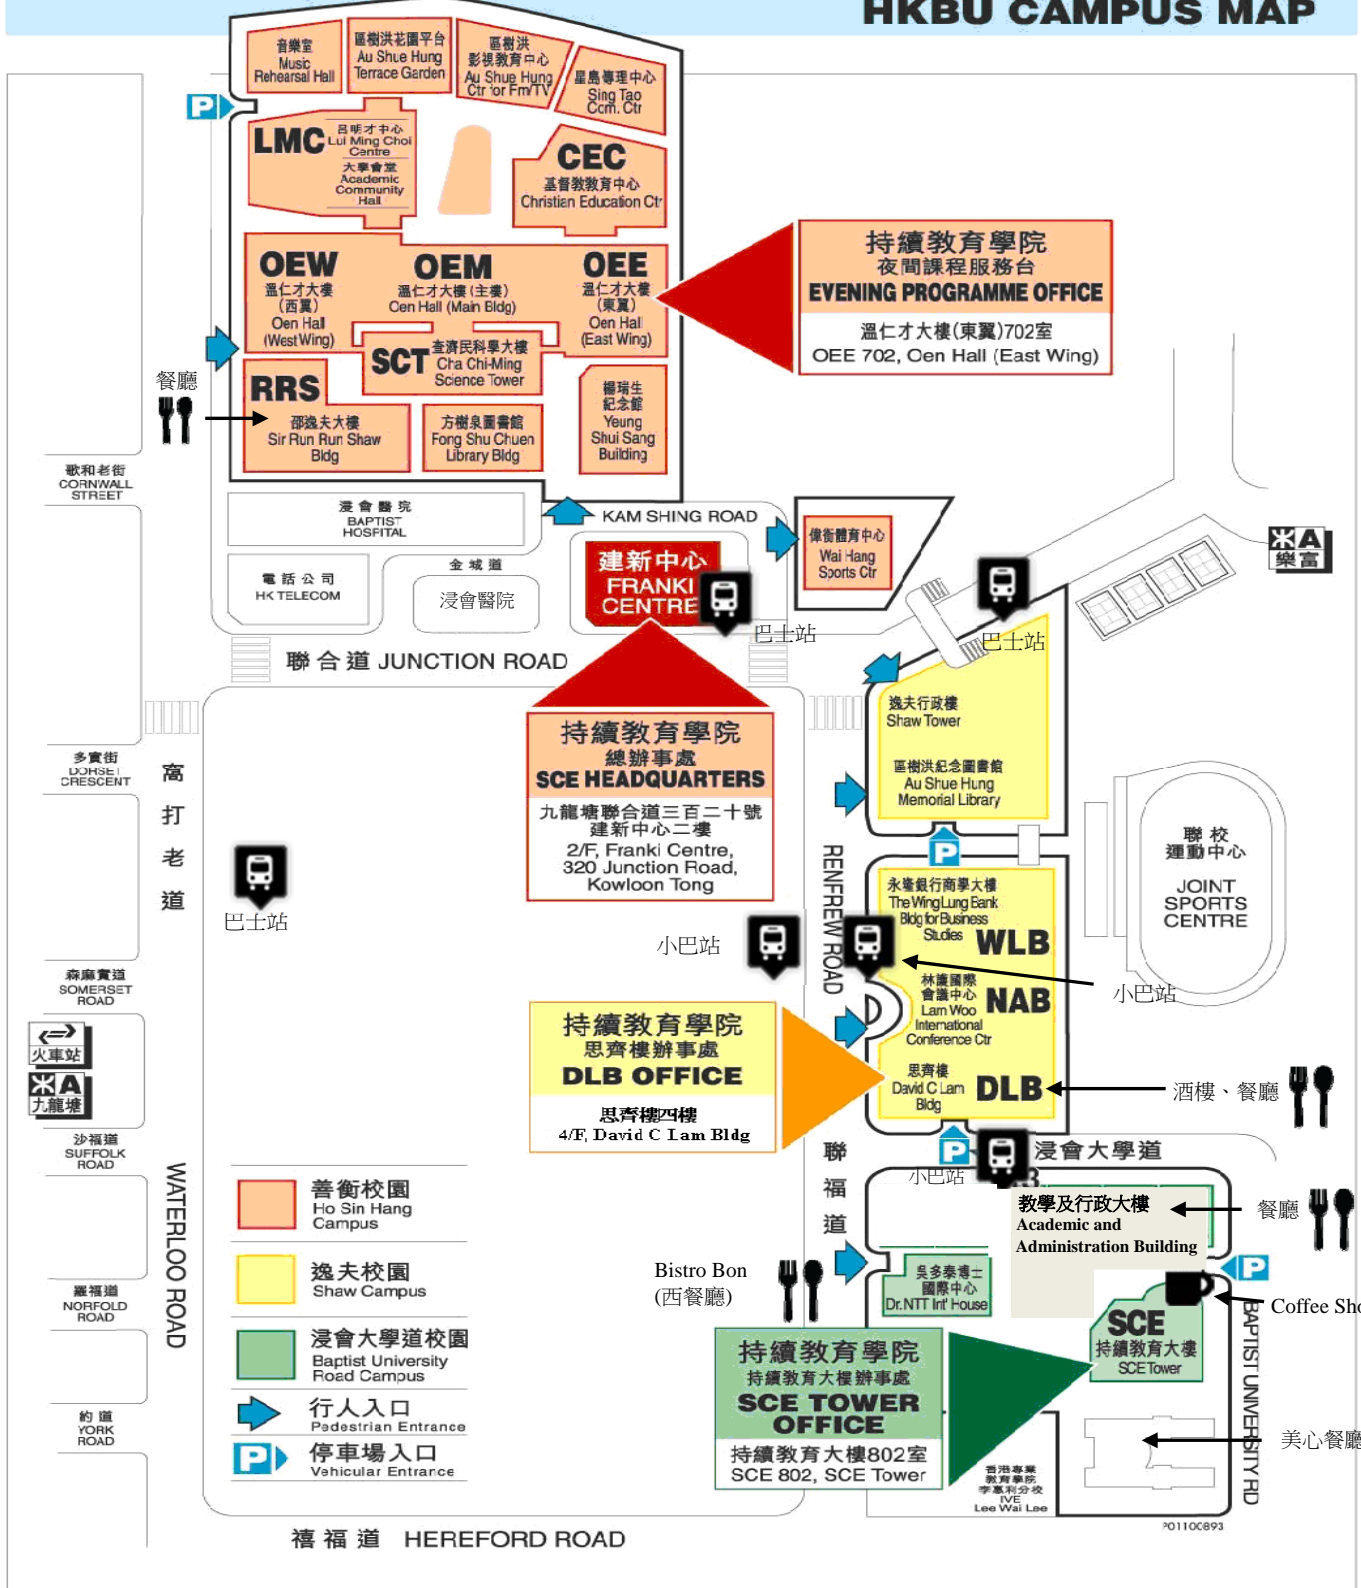 HKBU CAMPUS MAP
音樂室
Music
Rehearsal Hall
區樹洪花園平台
Au Shue Hung
Terrace Garden
區樹洪
影視教育中心
Au Shue Hung
Ctr for Fm/TV
星島傳理中心
Sing Tao
Com. Ctr
P
LMC
呂明才中心
Lui Ming Choi
Centre
大學會堂
Academic
Community
Hall
CEC
基督教教育中心
Christian Education Ctr
OEW
溫仁才大樓
(西翼)
Oen Hall
(West Wing)
OEM
溫仁才大樓(主樓)
Oen Hall (Main Bldg)
OEE
溫仁才大樓
(東翼)
Oen Hall
(East Wing)
持續教育學院
夜間課程服務台
EVENING PROGRAMME OFFICE
溫仁才大樓(東翼)702室
OEE 702, Oen Hall (East Wing)
SCT
查濟民科學大樓
Cha Chi-Ming
Science Tower
餐廳
RRS
邵逸夫大樓
Sir Run Run Shaw
Bldg
方樹泉圖書館
Fong Shu Chuen
Library Bldg
楊瑞生
紀念館
Yeung
Shui Sang
Building
歌和老街
CORNWALL
STREET
浸會醫院
BAPTIST
HOSFITAL
KAM SHING ROAD
偉衡體育中心
Wai Hang
Sports Ctr
樂富
電話公司
HK TELECOM
金城道
浸會醫院
建新中心
FRANKI
CENTRE
巴士站
巴士站
聯合道 JUNCTION ROAD
逸夫行政樓
Shaw Tower
區樹洪紀念圖書館
Au Shue Hung
Memorial Library
持續教育學院
總辦事處
SCE HEADQUARTERS
九龍塘聯合道三百二十號
建新中心二樓
2/F, Franki Centre,
320 Junction Road,
Kowloon Tong
多實街
DORSET
CRESCENT
窩打老道
聯校
運動中心
JOINT
SPORTS
CENTRE
P
RENFREW ROAD
巴士站
永隆銀行商學大樓
The Wing Lung Bank
Bldg for Business
Studies
WLB
小巴站
小巴站
林護國際
會議中心
Lam Woo
International
Conference Ctr
NAB
森麻實道
SOMERSET
ROAD
火車站
九龍塘
持續教育學院
思齊樓辦事處
DLB OFFICE
思齊樓四樓
4/F, David C Lam Bldg
思齊樓
David C Lam
Bldg
DLB
酒樓、餐廳
沙福道
SUFFOLK
ROAD
P
浸會大學道
小巴站
聯福道
WATERLOO ROAD
善衡校園
Ho Sin Hang
Campus
逸夫校園
Shaw Campus
浸會大學道校園
Baptist University
Road Campus
行人入口
Pedestrian Entrance
P
停車場入口
Vehicular Entrance
教學及行政大樓
Academic and
Administration Building
餐廳
Bistro Bon
(西餐廳)
吳多泰博士
國際中心
Dr. NTT Int' House
P
Coffee Sho
BAPTIST UNIVERSITY RD
羅福道
NORFOLD
ROAD
SCE
持續教育大樓
SCE Tower
持續教育學院
持續教育大樓辦事處
SCE TOWER
OFFICE
持續教育大樓802室
SCE 802, SCE Tower
約道
YORK
ROAD
美心餐廳
香港專業
教育學院
李惠利分校
IVE
Lee Wai Lee
P01100893
禧福道 HEREFORD ROAD